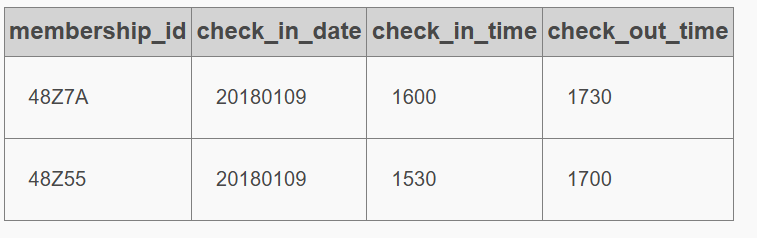 membership_id check_in_date check_in_time check_out_time
48Z7A 20180109 1600 1730
48Z55 20180109 1530 1700